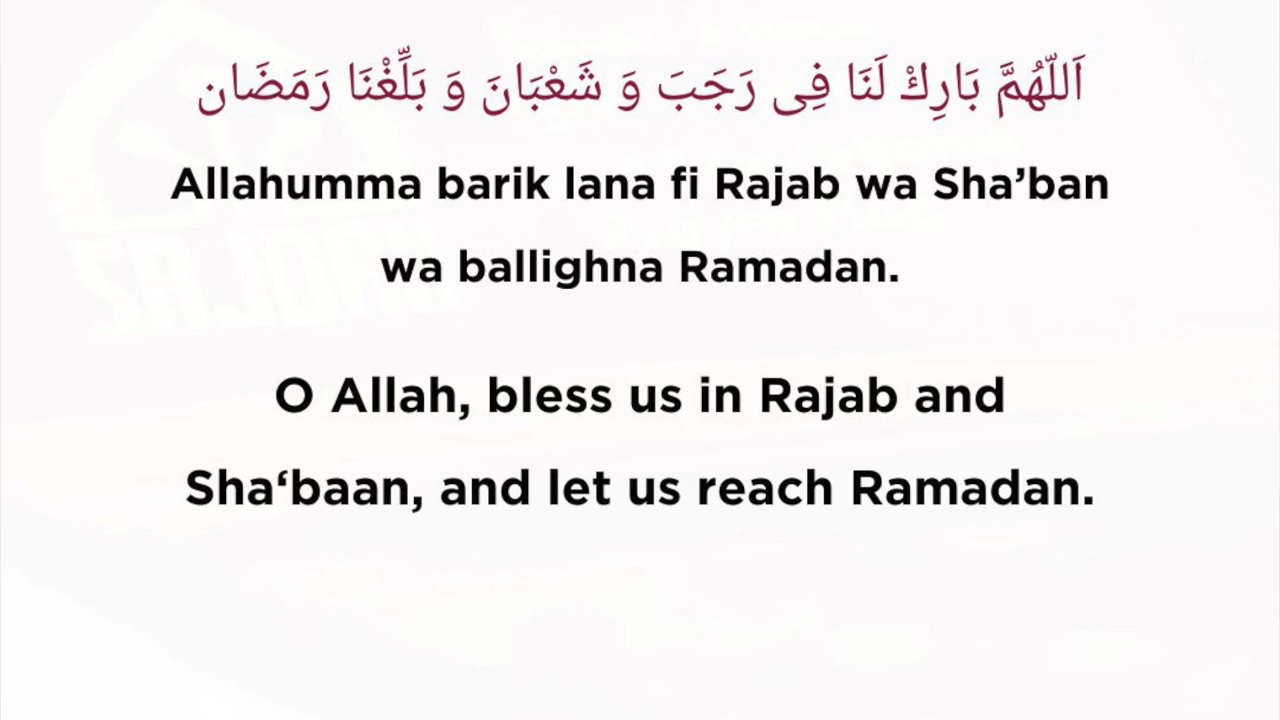 اَللّهُمَّ بَارِكْ لَنَا فِى رَجَبَ وَ شَعْبَانَ وَ بَلِّغْنَا رَمَضَان
Allahumma barik lana fi Rajab wa Sha’ban
wa ballighna Ramadan.
O Allah, bless us in Rajab and
Sha‘baan, and let us reach Ramadan.